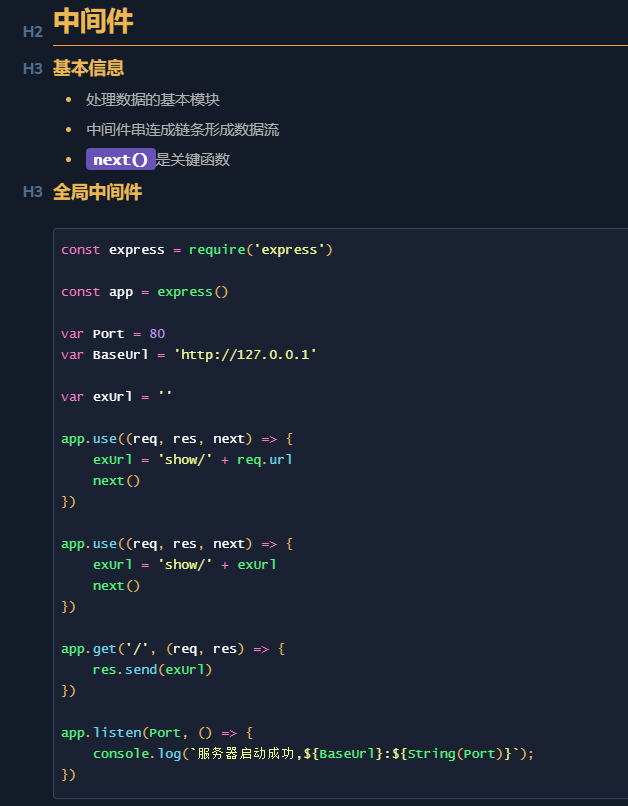 H2 中间件
H3 基本信息
• 处理数据的基本模块
• 中间件串连成链条形成数据流
• next()是关键函数
H3 全局中间件
const express = require('express')
const app = express()
var Port = 80
var BaseUrl = 'http://127.0.0.1'
var exUrl = ''
app.use((req, res, next) => {
    exUrl = 'show/' + req.url
    next()
})
app.use((req, res, next) => {
    exUrl = 'show/' + exUrl
    next()
})
app.get('/', (req, res) => {
    res.send(exUrl)
})
app.listen(Port, () => {
    console.log(`服务器启动成功,${BaseUrl}:${String(Port)}`);
})